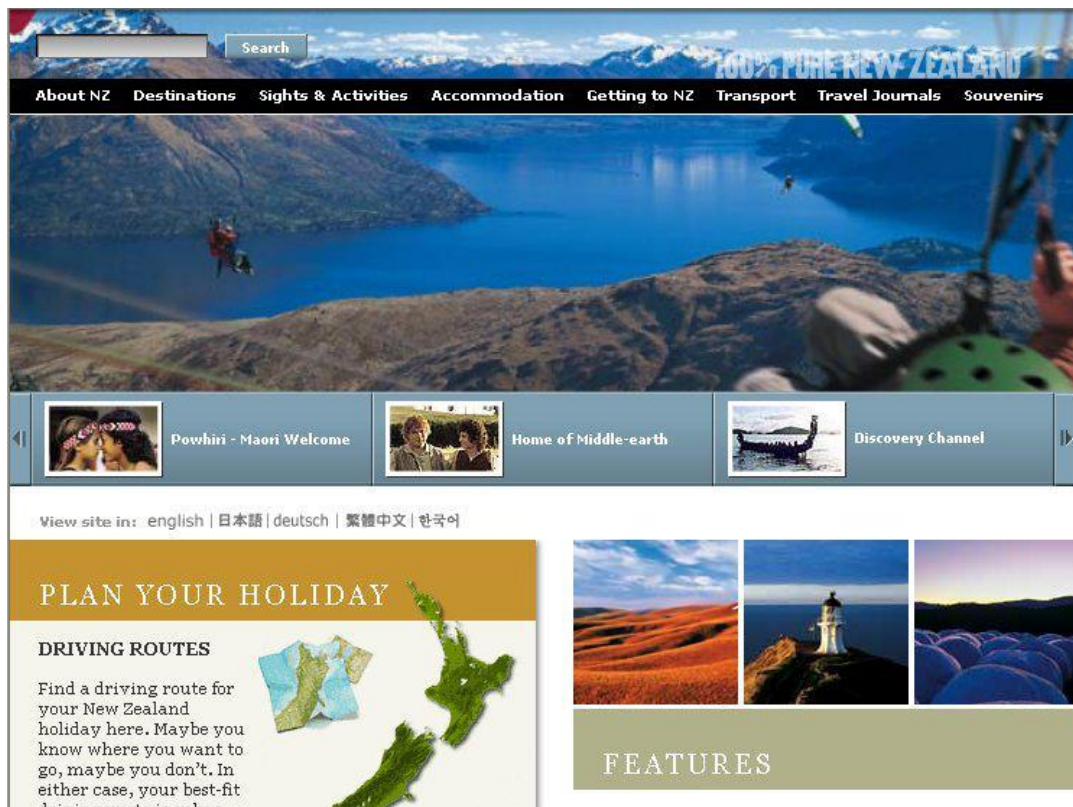 Search
100% PURE NEW ZEALAND
About NZ Destinations Sights & Activities Accommodation Getting to NZ Transport Travel Journals Souvenirs
Powhiri - Maori Welcome
Home of Middle-earth
Discovery Channel
View site in: english | 日本語 | deutsch | 繁體中文 | 한국어
PLAN YOUR HOLIDAY
DRIVING ROUTES
Find a driving route for
your New Zealand
holiday here. Maybe you
know where you want to
go, maybe you don't. In
either case, your best-fit
FEATURES